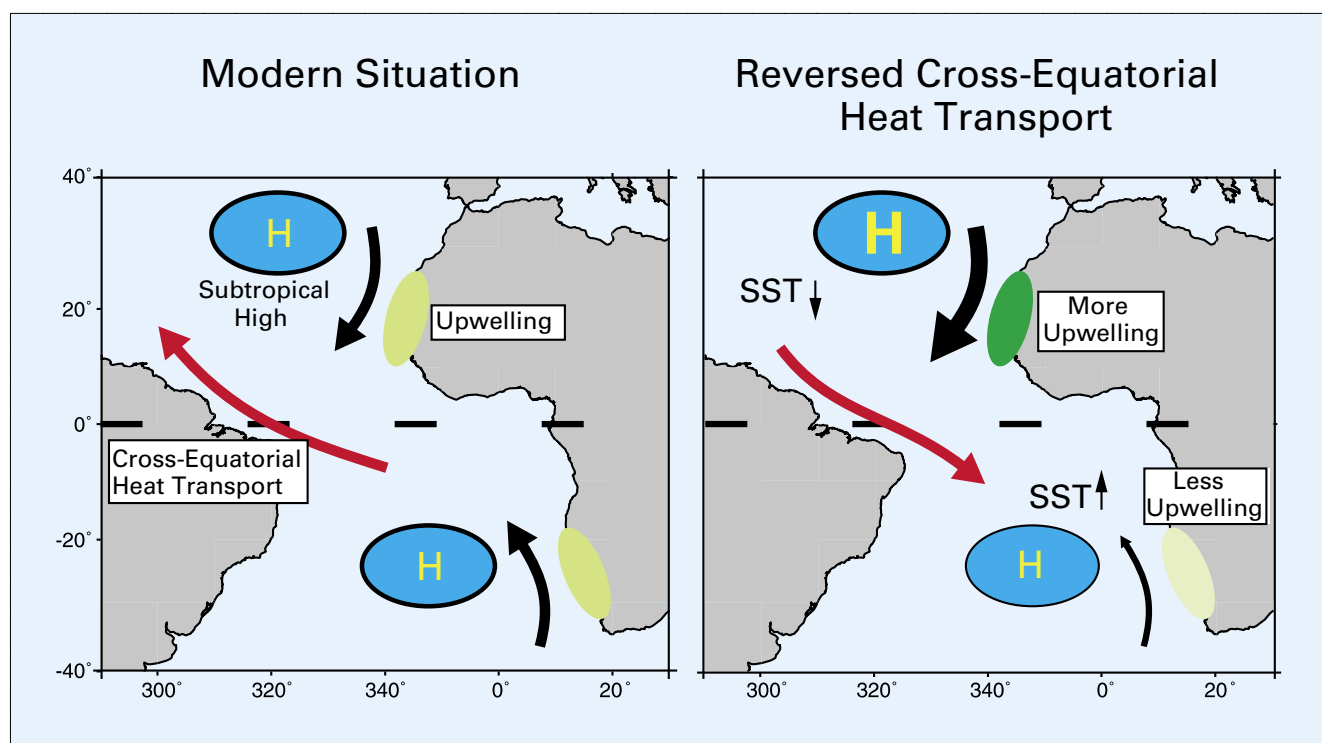 Modern Situation
Reversed Cross-Equatorial
Heat Transport
40˚
20˚
0˚
-20˚
-40˚
H
Subtropical
High
Upwelling
Cross-Equatorial
Heat Transport
H
300˚
320˚
340˚
0˚
20˚
H
SST
More
Upwelling
SST
Less
Upwelling
H
300˚
320˚
340˚
0˚
20˚